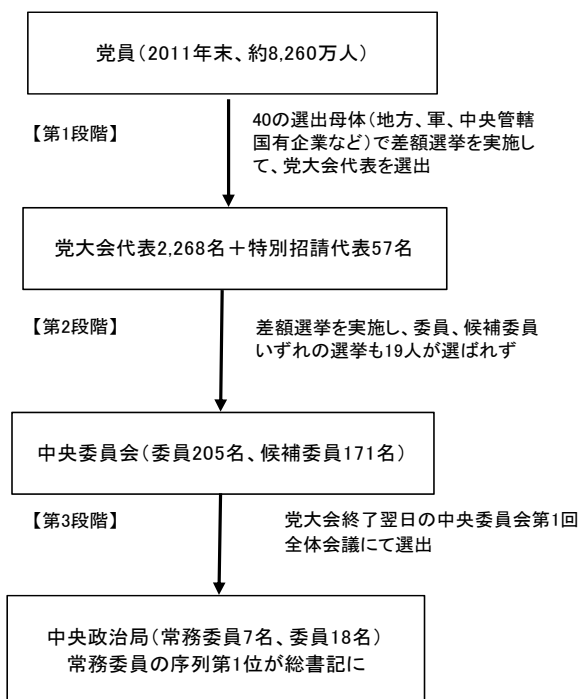 党員（2011年末、約8,260万人）
【第1段階】
40の選出母体（地方、軍、中央管轄
国有企業など）で差額選挙を実施し
て、党大会代表を選出
党大会代表2,268名＋特別招請代表57名
【第2段階】
差額選挙を実施し、委員、候補委員
いずれの選挙も19人が選ばれず
中央委員会（委員205名、候補委員171名）
【第3段階】
党大会終了翌日の中央委員会第1回
全体会議にて選出
中央政治局（常務委員7名、委員18名）
常務委員の序列第1位が総書記に